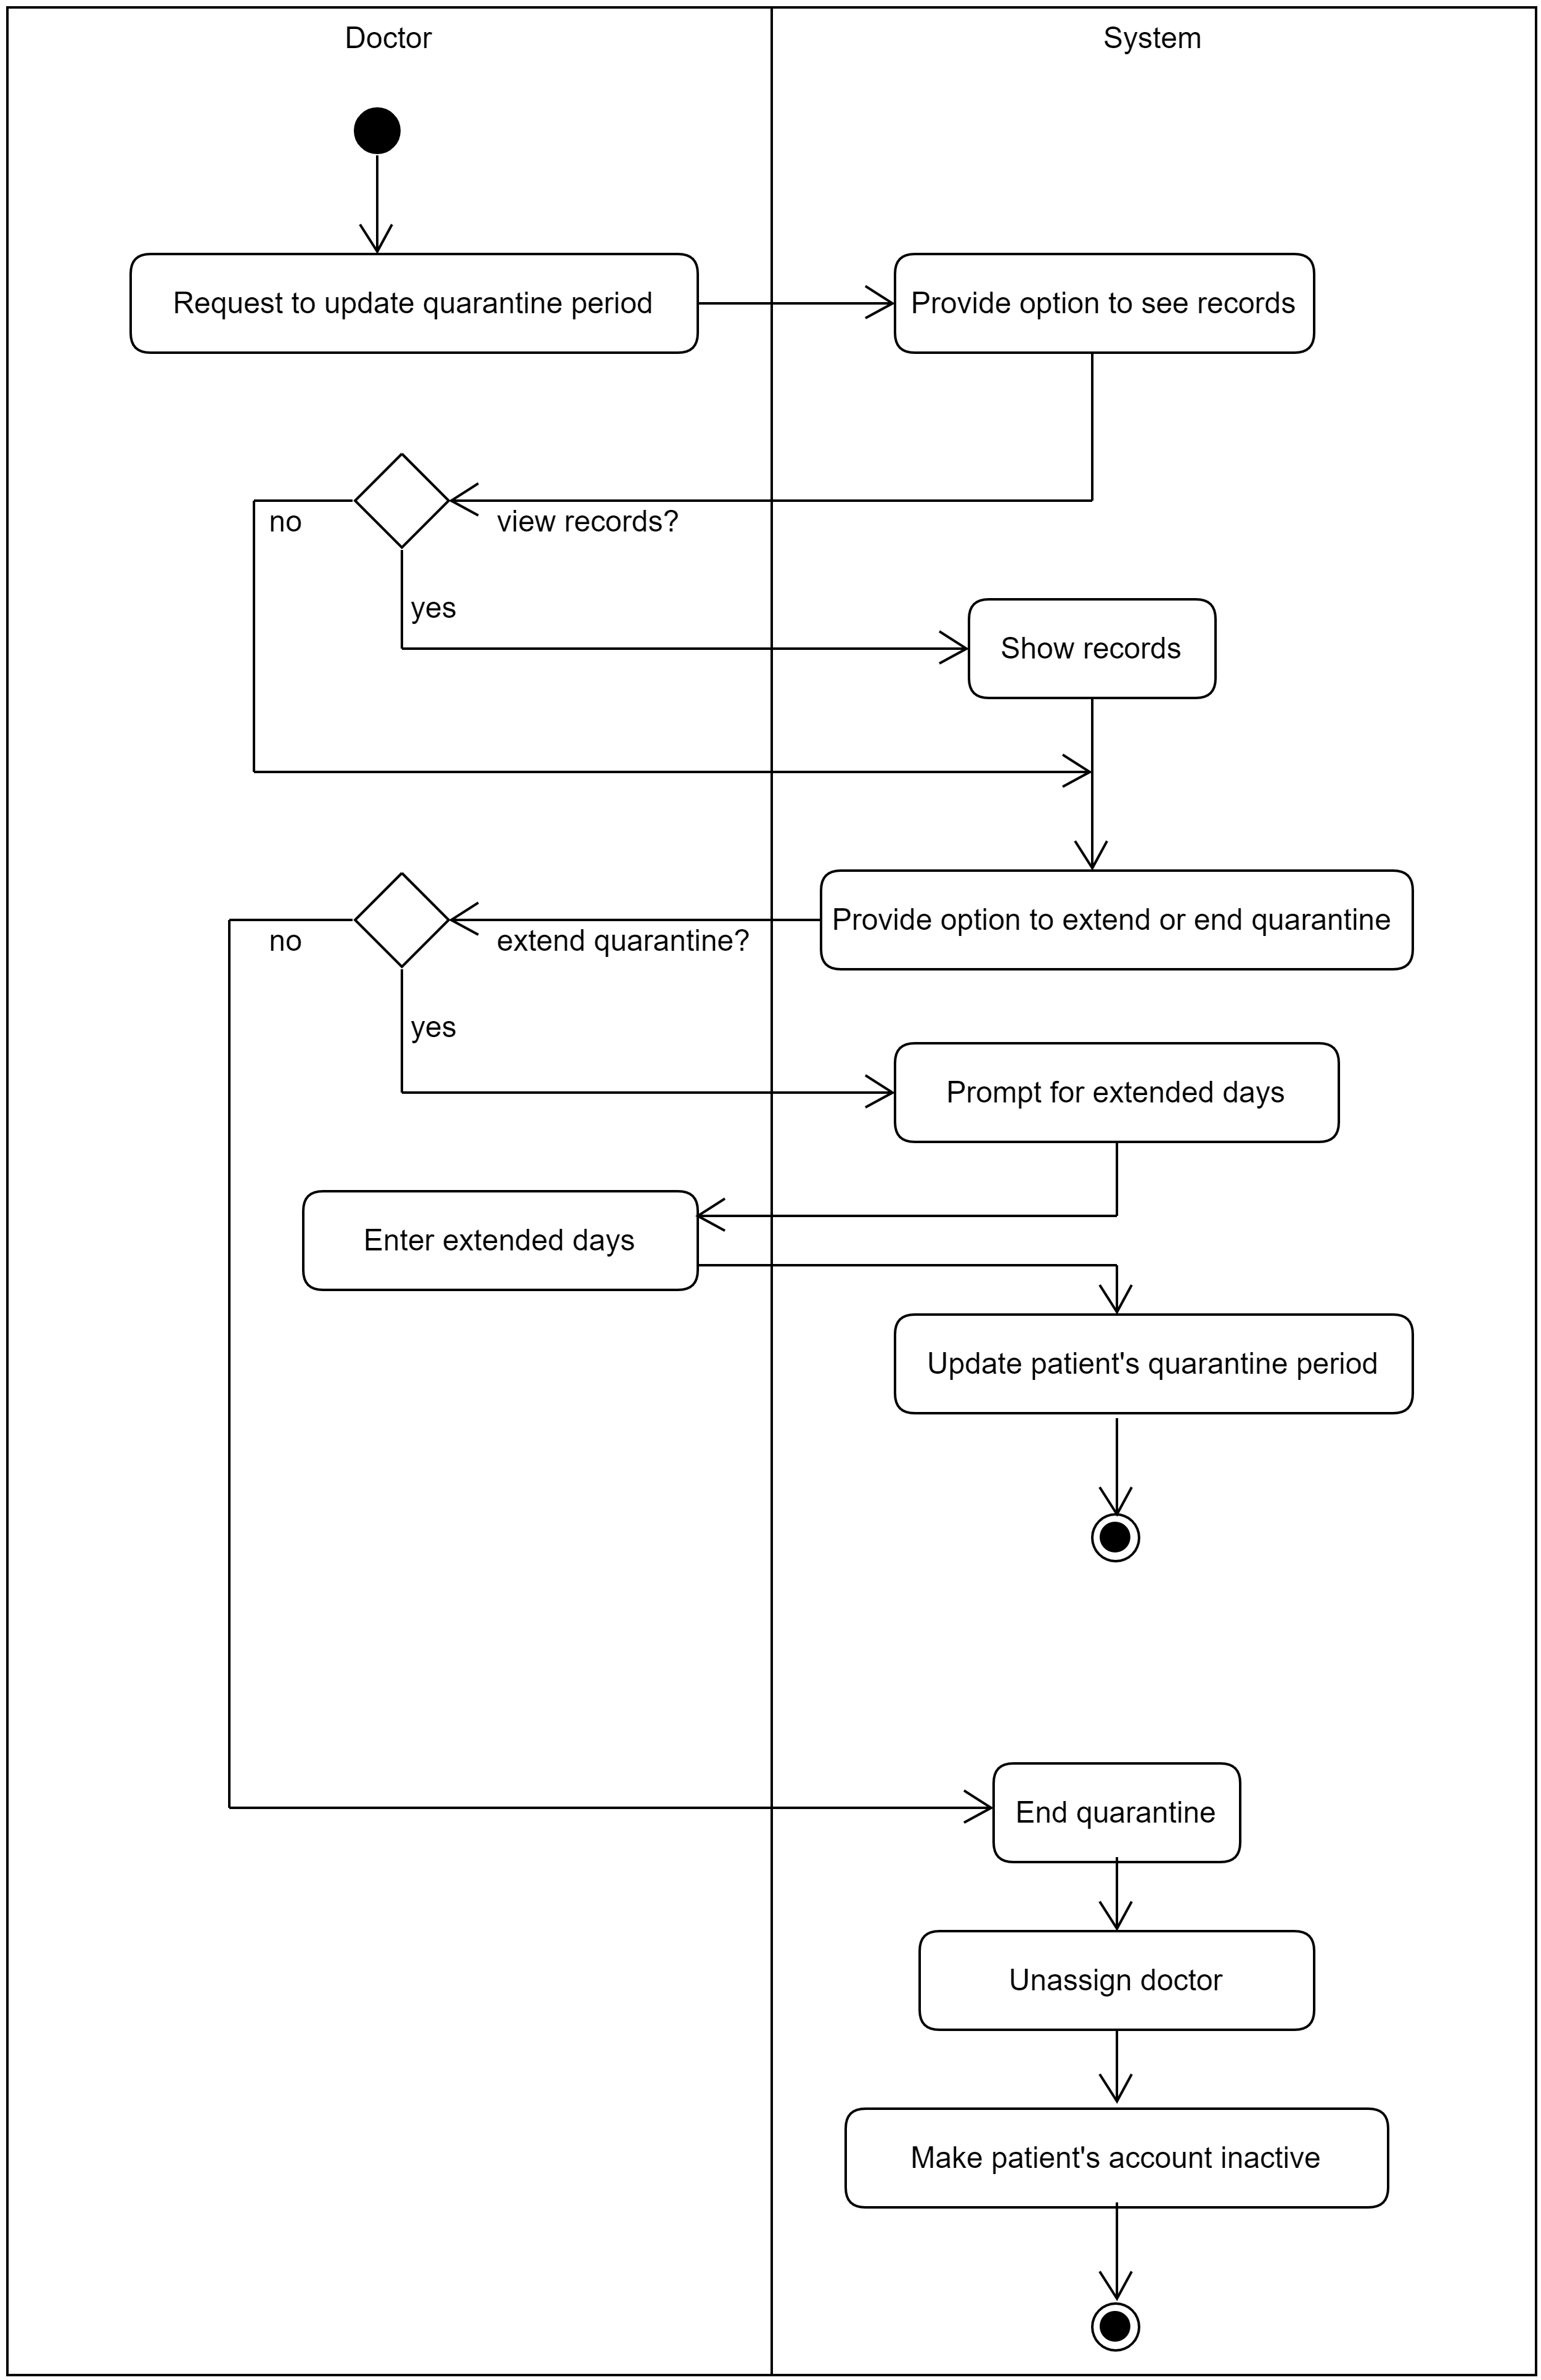 Doctor
System
Request to update quarantine period
Provide option to see records
no
view records?
yes
Show records
Provide option to extend or end quarantine
no
extend quarantine?
yes
Prompt for extended days
Enter extended days
Update patient's quarantine period
End quarantine
Unassign doctor
Make patient's account inactive